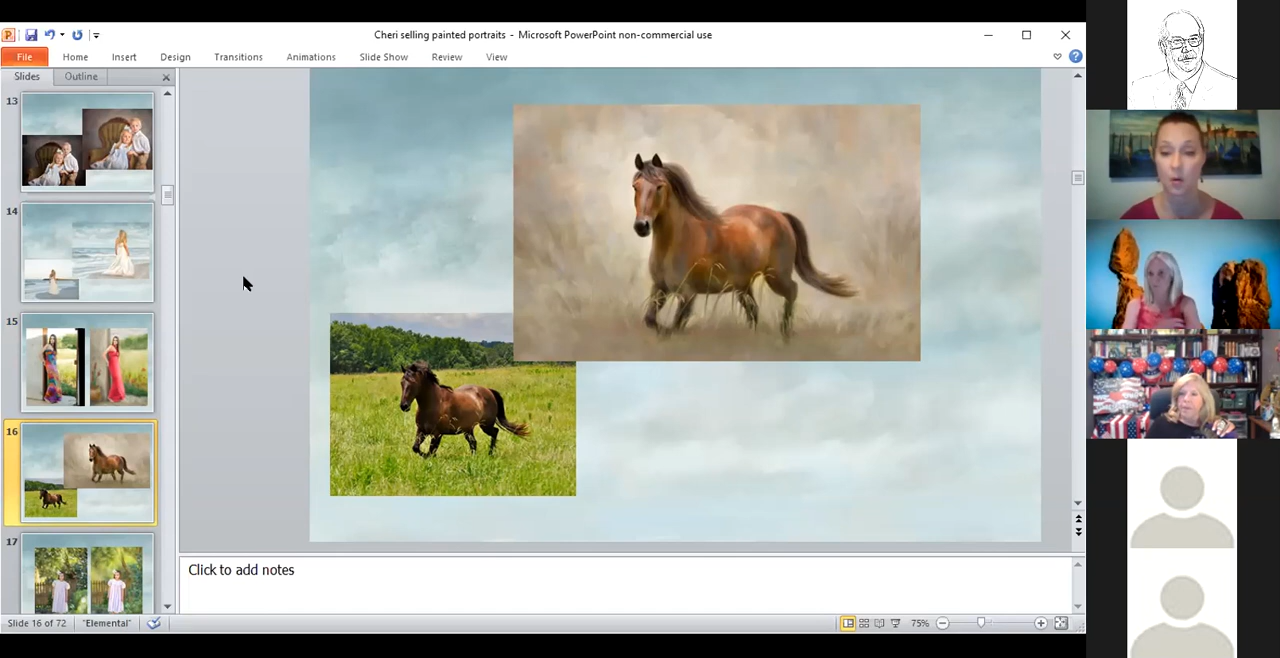 Cheri selling painted portraits - Microsoft PowerPoint non-commercial use
File Home Insert Design Transitions Animations Slide Show Review View
Slides Outline
13
14
15
16
17
Click to add notes
Slide 16 of 72 "Elemental" 75%